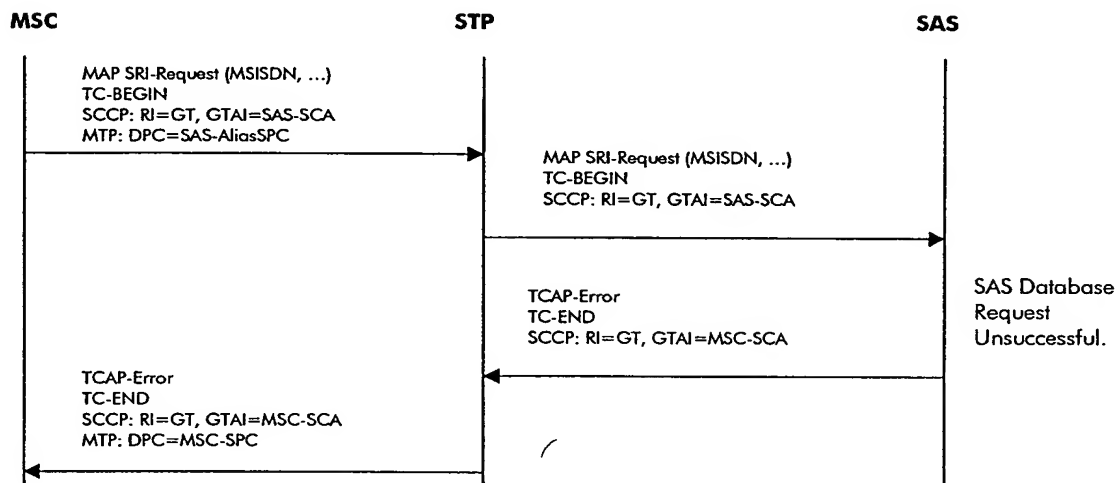 MSC
STP
SAS
MAP SRI-Request (MSISDN, ...)
TC-BEGIN
SCCP: RI=GT, GTAI=SAS-SCA
MTP: DPC=SAS-AliasSPC
MAP SRI-Request (MSISDN, ...)
TC-BEGIN
SCCP: RI=GT, GTAI=SAS-SCA
SAS Database
Request
Unsuccessful.
TCAP-Error
TC-END
SCCP: RI=GT, GTAI=MSC-SCA
TCAP-Error
TC-END
SCCP: RI=GT, GTAI=MSC-SCA
MTP: DPC=MSC-SPC